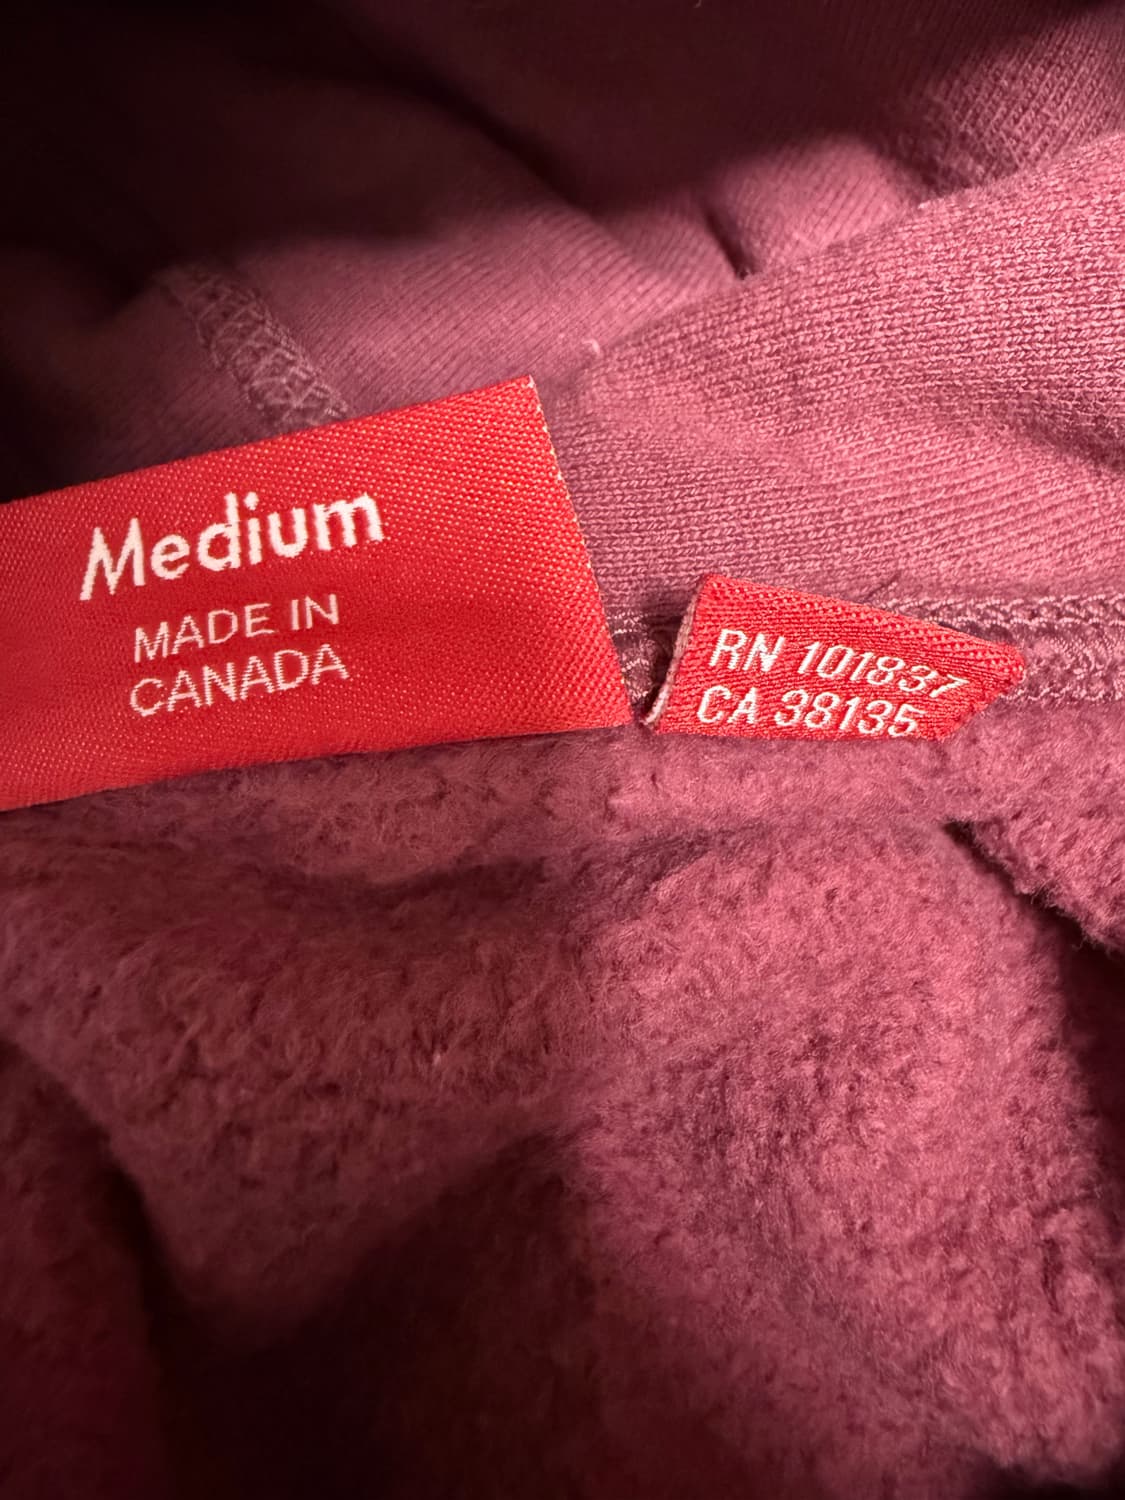 Medium
MADE IN
CANADA
RN 101837
CA 38135